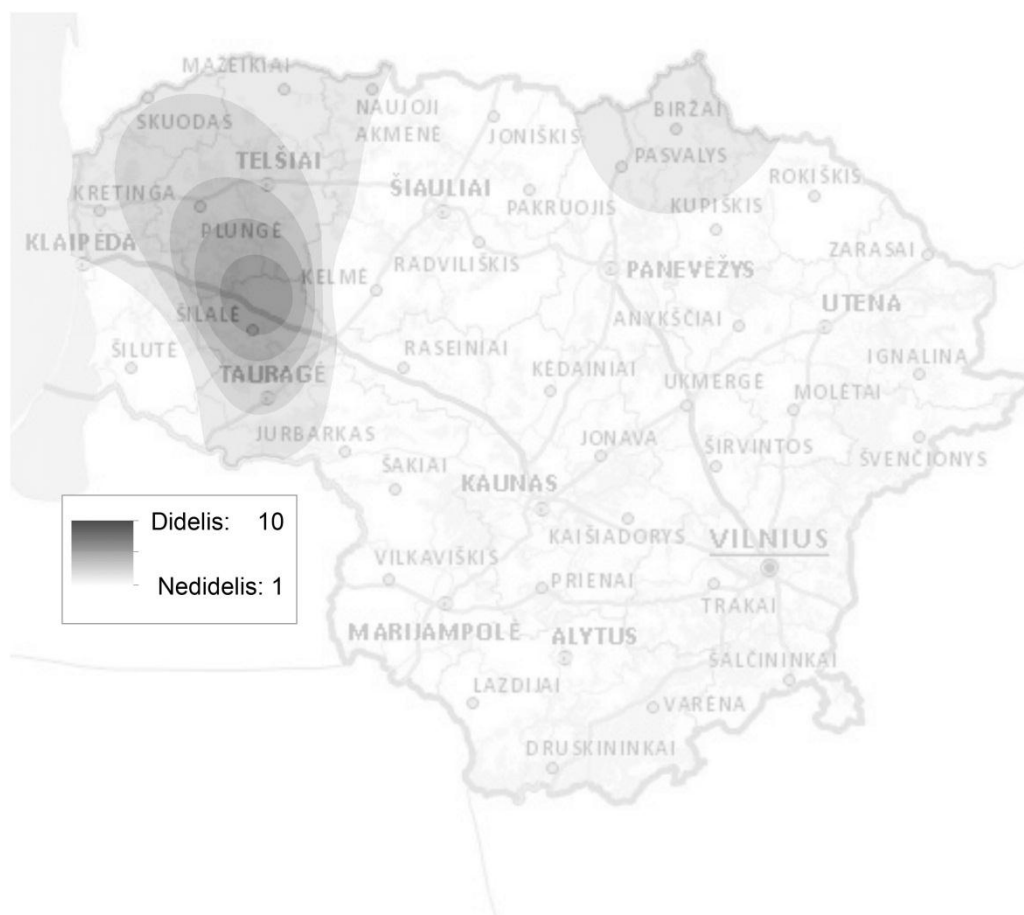 MAŽEIKIAI
SKUODAS
NAUJOJI
AKMENĖ
JONIŠKIS
BIRŽAI
PASVALYS
TELŠIAI
ŠIAULIAI
ROKIŠKIS
KRETINGA
PAKRUOJIS
KUPIŠKIS
KLAIPĖDA
PLUNGĖ
RADVILIŠKIS
PANEVĖŽYS
ZARASAI
KELMĖ
UTENA
ŠILALĖ
ANYKŠČIAI
ŠILUTĖ
RASEINIAI
IGNALINA
TAURAGĖ
KĖDAINIAI
UKMERGĖ
MOLĖTAI
JURBARKAS
JONAVA
ŠIRVINTOS
ŠVENČIONYS
ŠAKIAI
KAUNAS
Didelis: 10
KAIŠIADORYS
VILNIUS
VILKAVIŠKIS
Nedidelis: 1
PRIENAI
TRAKAI
MARIJAMPOLĖ
ALYTUS
ŠALČININKAI
LAZDIJAI
VARĖNA
DRUSKININKAI